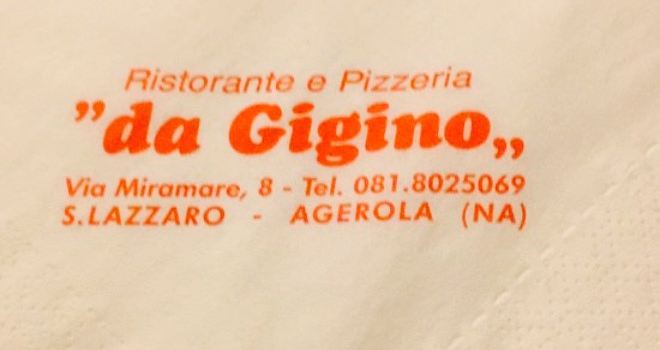 Ristorante e Pizzeria
”da Gigino„
Via Miramare, 8 - Tel. 081.8025069
S.LAZZARO - AGEROLA (NA)